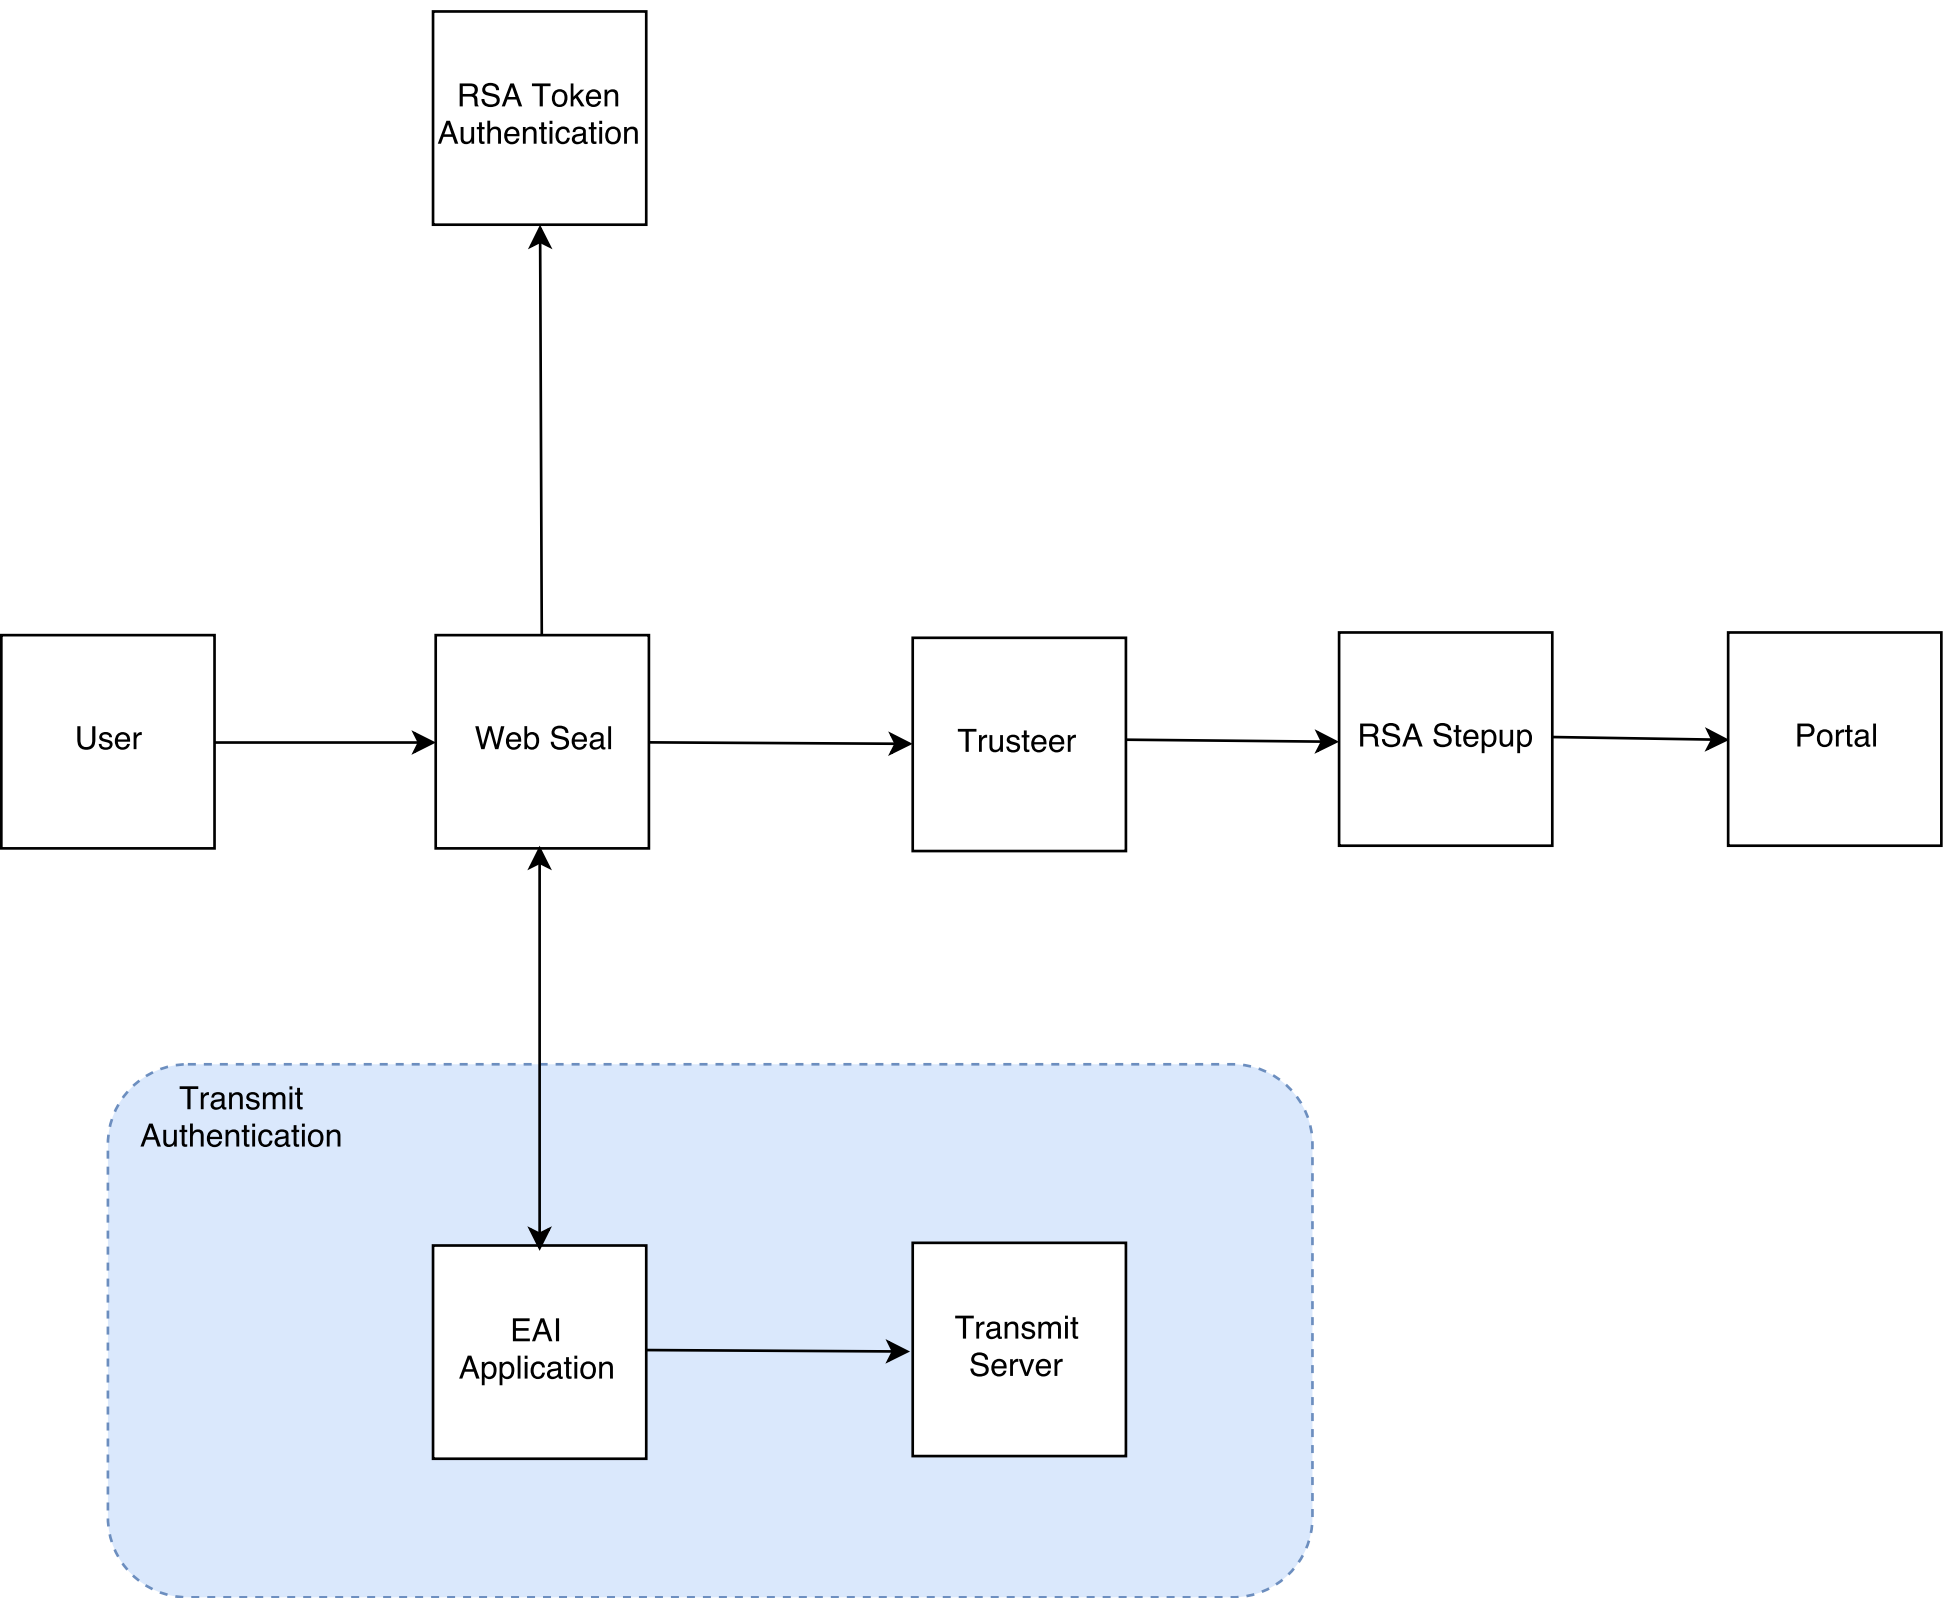 RSA Token
Authentication
User
Web Seal
Trusteer
RSA Stepup
Portal
Transmit
Authentication
EAI
Application
Transmit
Server